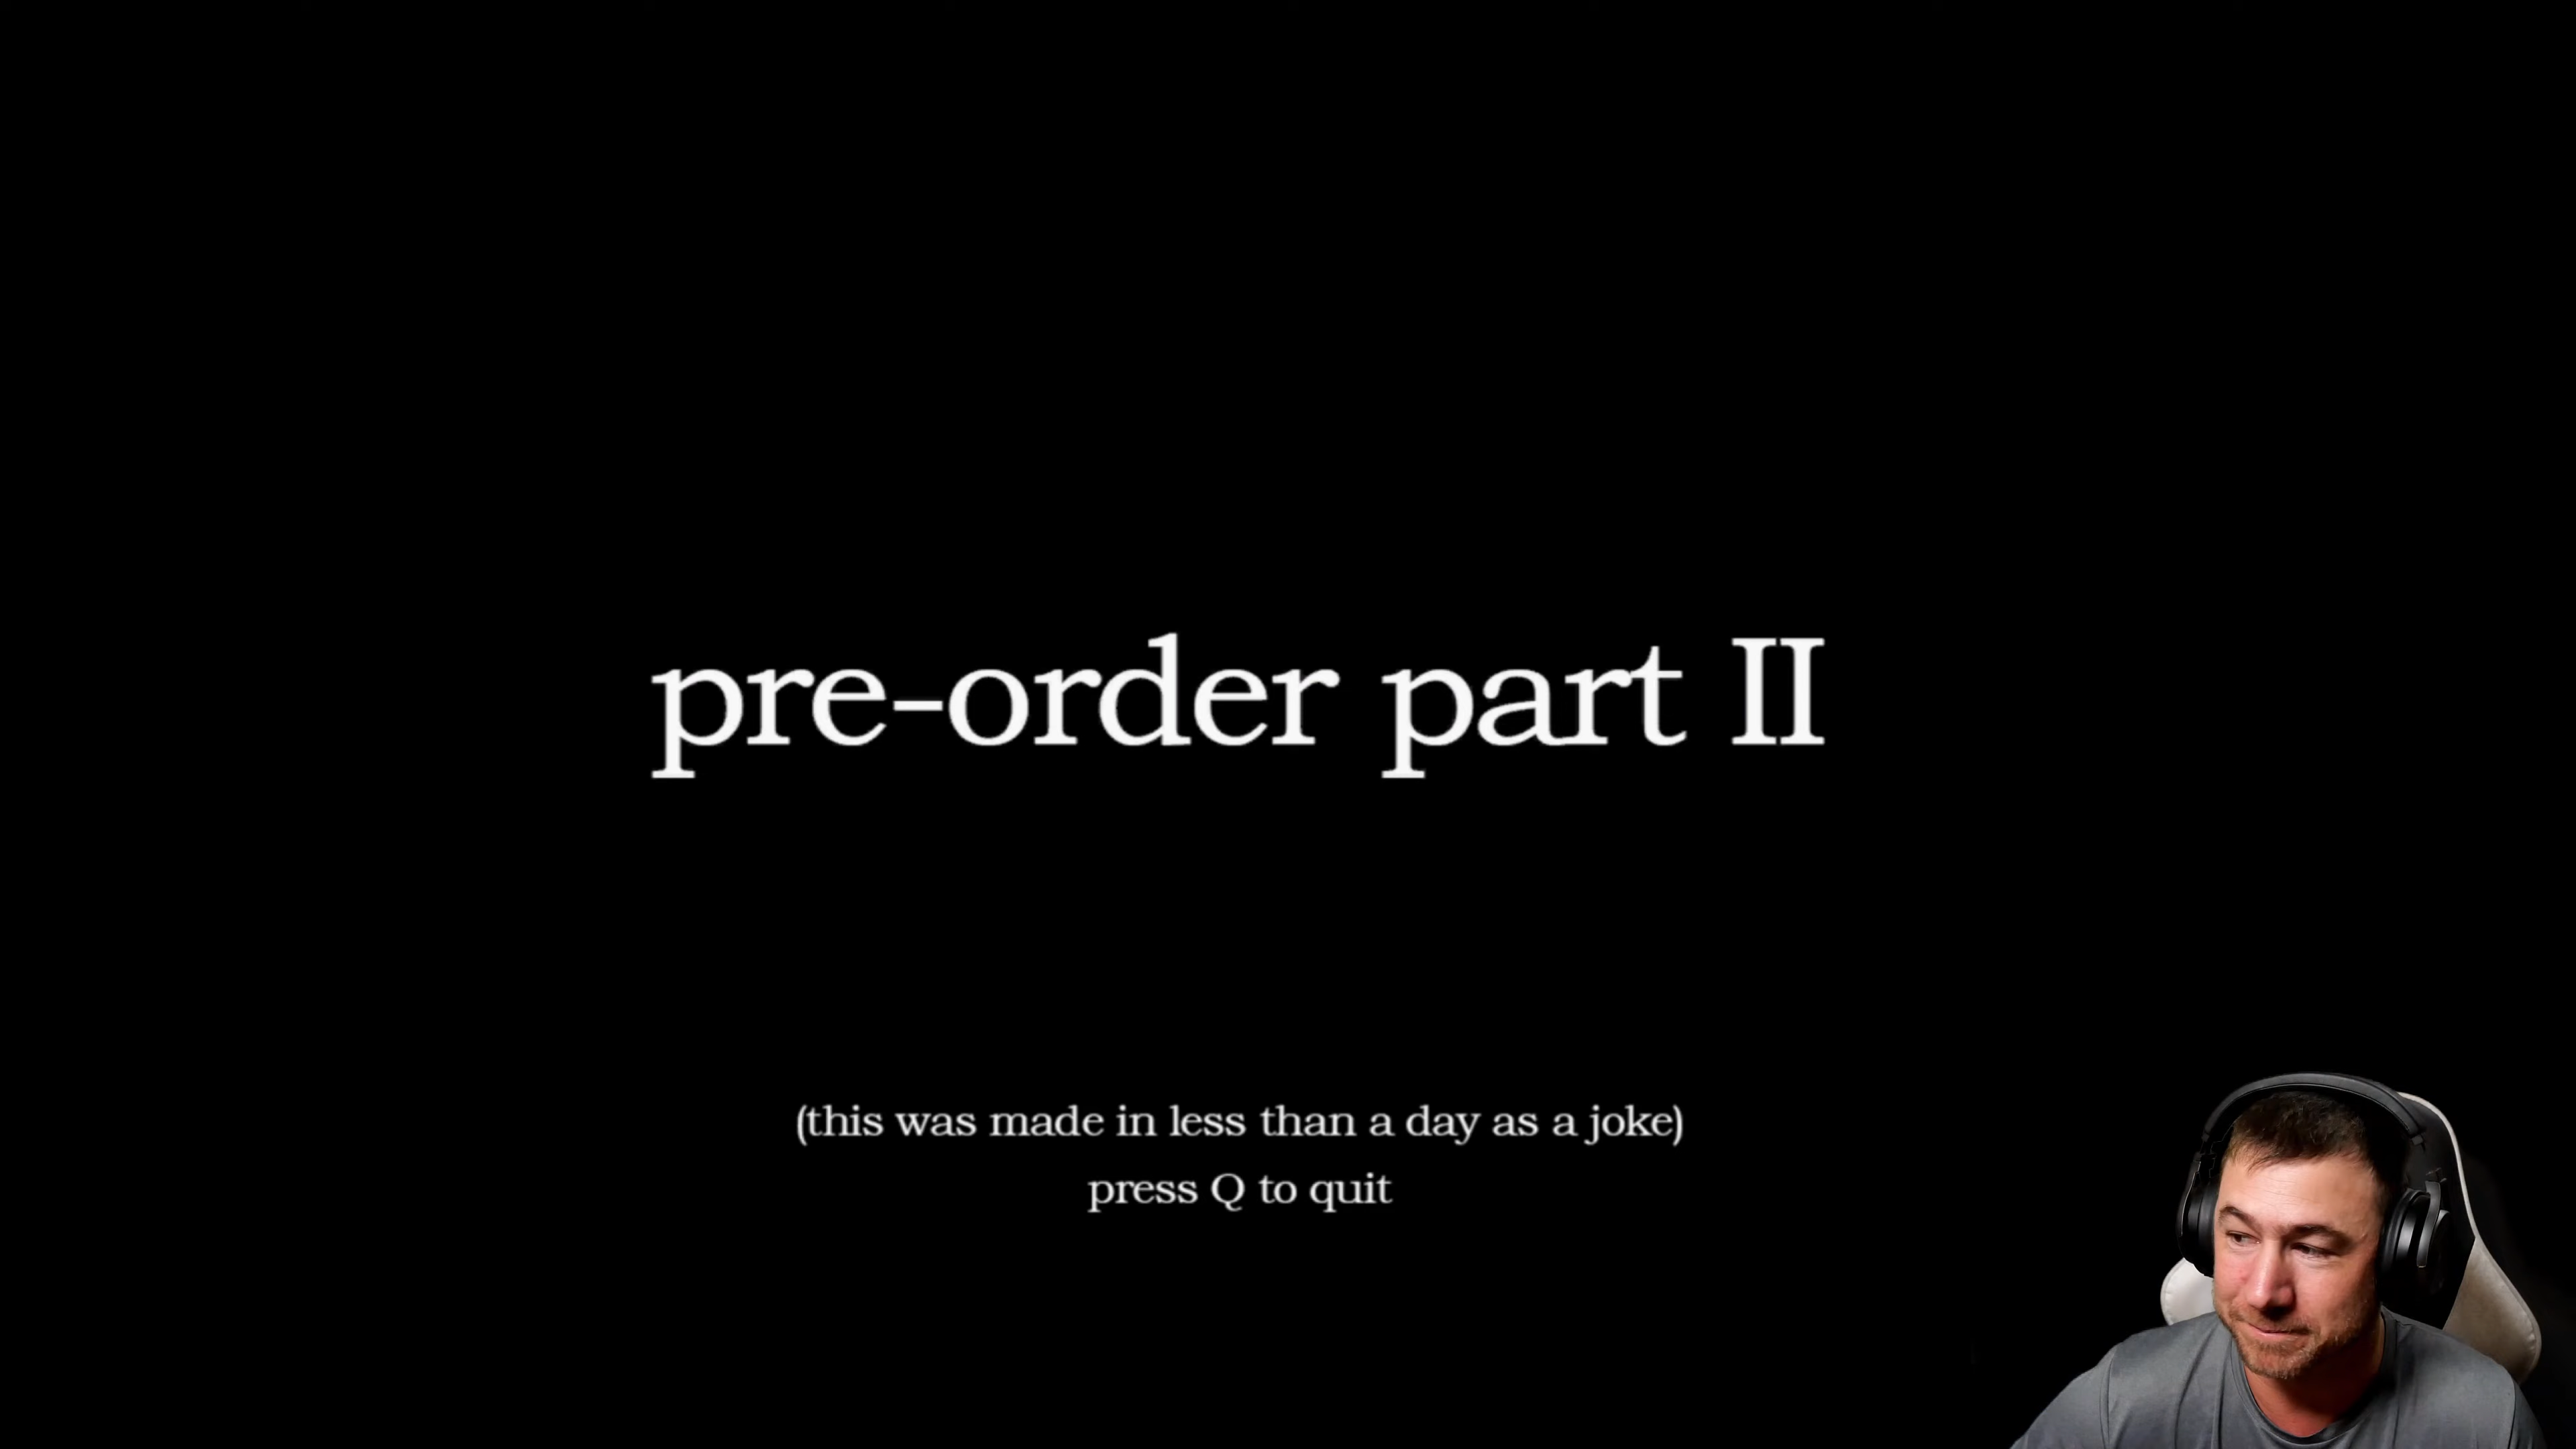 pre-order part II
(this was made in less than a day as a joke)
press Q to quit